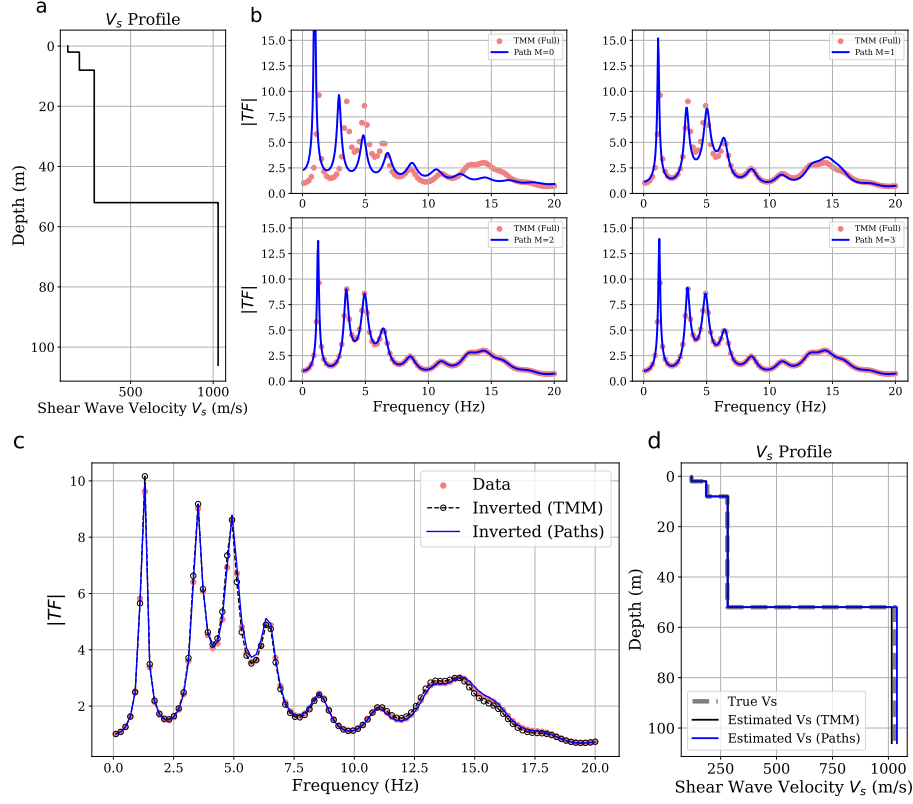 a
V_s Profile
0
20
40
60
80
100
Depth (m)
500
1000
Shear Wave Velocity V_s (m/s)
b
15.0
12.5
10.0
7.5
5.0
2.5
0.0
|TF|
0
5
10
15
20
TMM (Full)
Path M=0
15.0
12.5
10.0
7.5
5.0
2.5
0.0
0
5
10
15
20
TMM (Full)
Path M=1
15.0
12.5
10.0
7.5
5.0
2.5
0.0
|TF|
0
5
10
15
20
Frequency (Hz)
TMM (Full)
Path M=2
15.0
12.5
10.0
7.5
5.0
2.5
0.0
0
5
10
15
20
Frequency (Hz)
TMM (Full)
Path M=3
c
10
8
6
4
2
|TF|
0.0
2.5
5.0
7.5
10.0
12.5
15.0
17.5
20.0
Frequency (Hz)
Data
Inverted (TMM)
Inverted (Paths)
d
V_s Profile
0
20
40
60
80
100
Depth (m)
250
500
750
1000
Shear Wave Velocity V_s (m/s)
True Vs
Estimated Vs (TMM)
Estimated Vs (Paths)